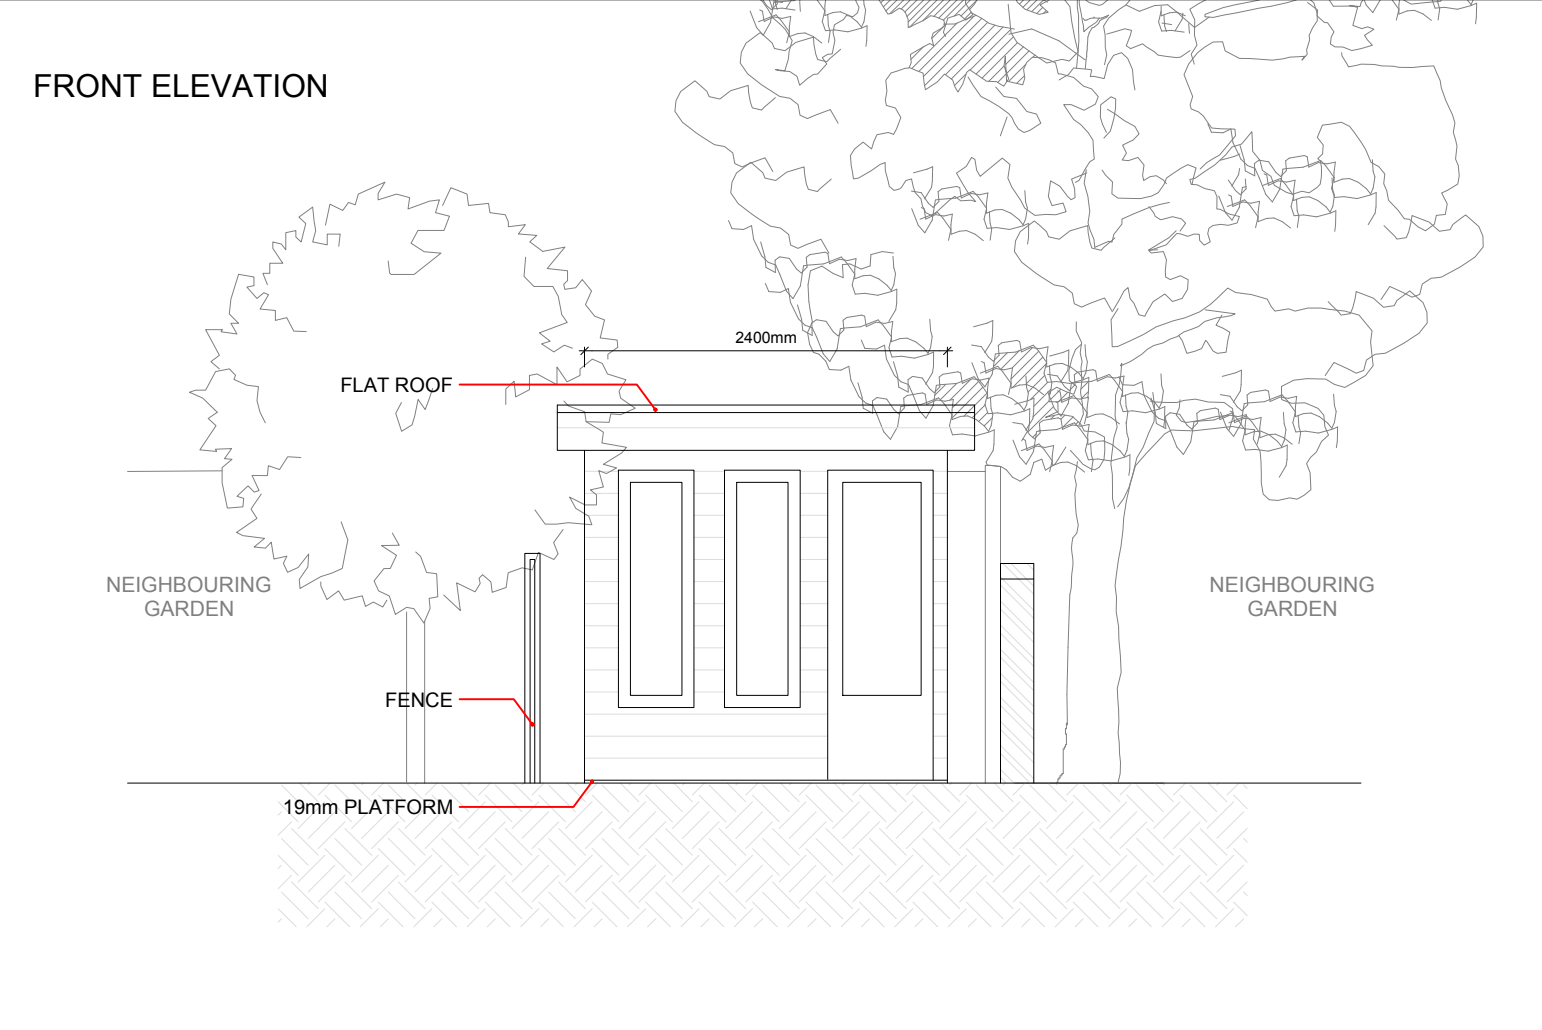 FRONT ELEVATION
2400mm
FLAT ROOF
NEIGHBOURING
GARDEN
NEIGHBOURING
GARDEN
FENCE
19mm PLATFORM